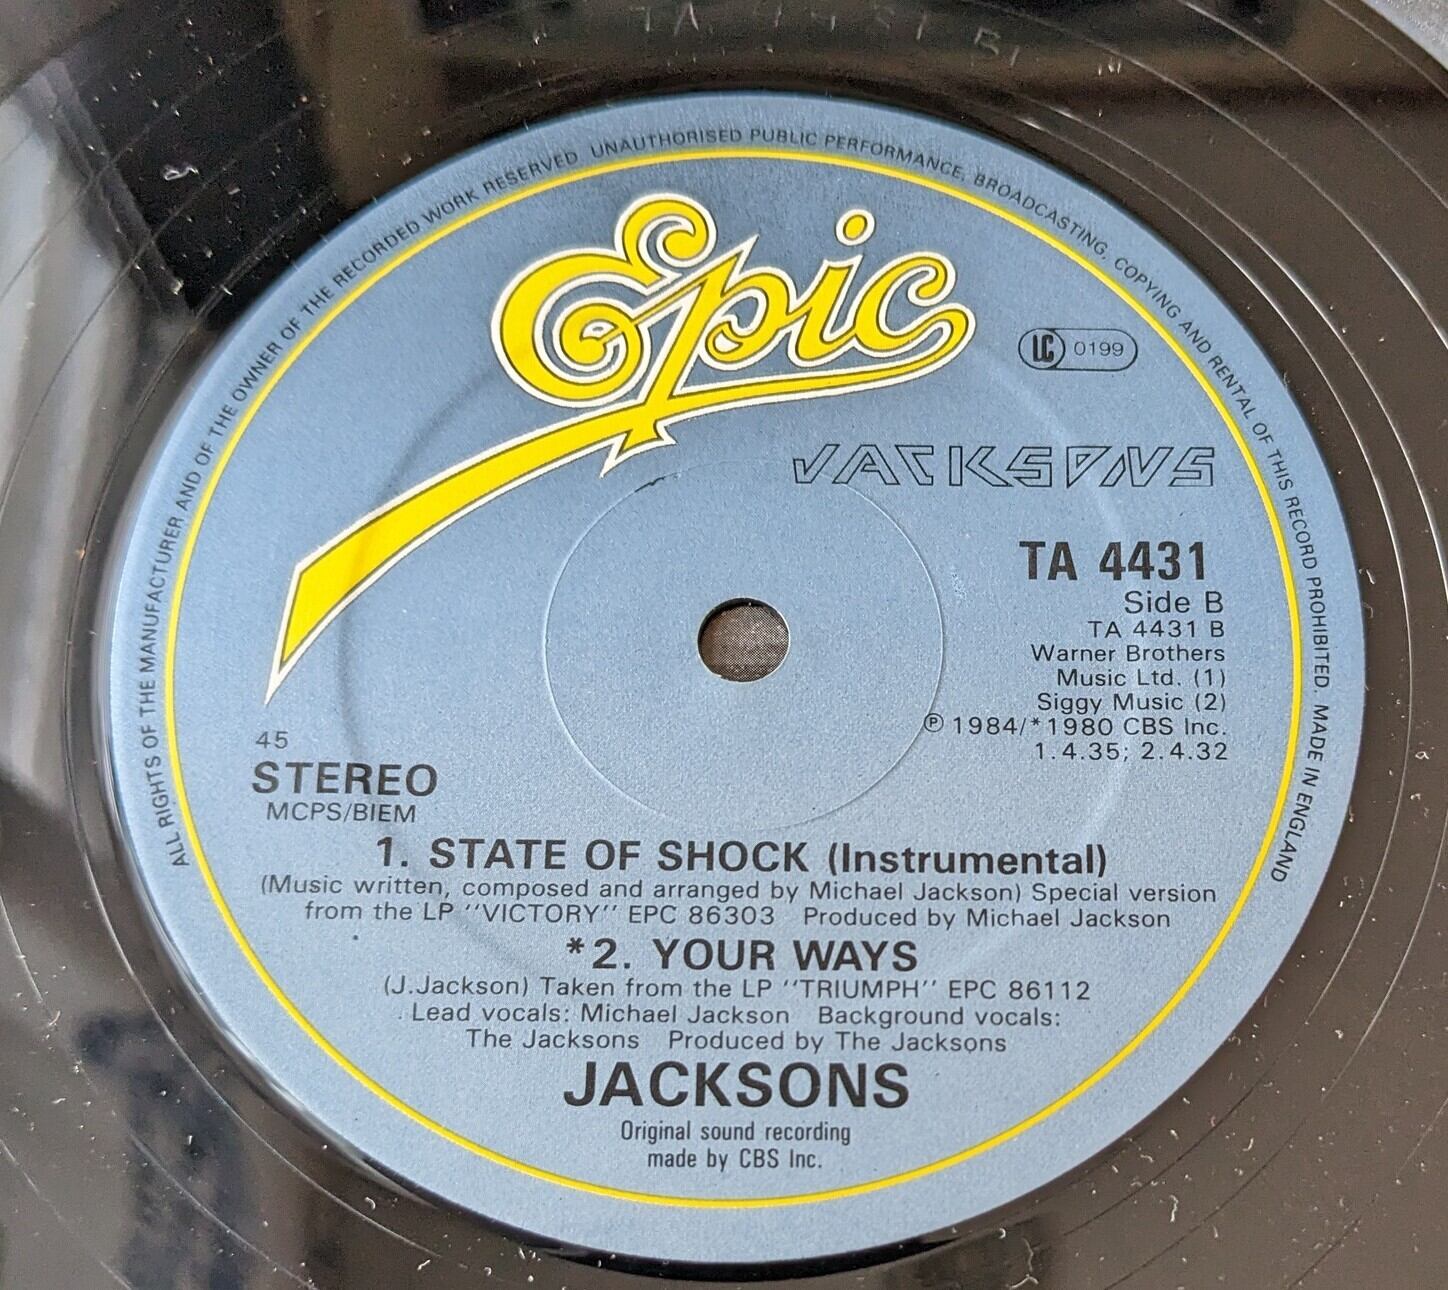 TA 4431 B1
ALL RIGHTS OF THE MANUFACTURER AND OF THE OWNER OF THE RECORDED WORK RESERVED. UNAUTHORISED PUBLIC PERFORMANCE, BROADCASTING, COPYING AND RENTAL OF THIS RECORD PROHIBITED. MADE IN ENGLAND
Epic
LC 0199
JACKSONS
TA 4431
Side B
TA 4431 B
Warner Brothers
Music Ltd. (1)
Siggy Music (2)
℗ 1984/*1980 CBS Inc.
1.4.35; 2.4.32
45
STEREO
MCPS/BIEM
1. STATE OF SHOCK (Instrumental)
(Music written, composed and arranged by Michael Jackson) Special version
from the LP "VICTORY" EPC 86303 Produced by Michael Jackson
*2. YOUR WAYS
(J.Jackson) Taken from the LP "TRIUMPH" EPC 86112
Lead vocals: Michael Jackson Background vocals:
The Jacksons Produced by The Jacksons
JACKSONS
Original sound recording
made by CBS Inc.